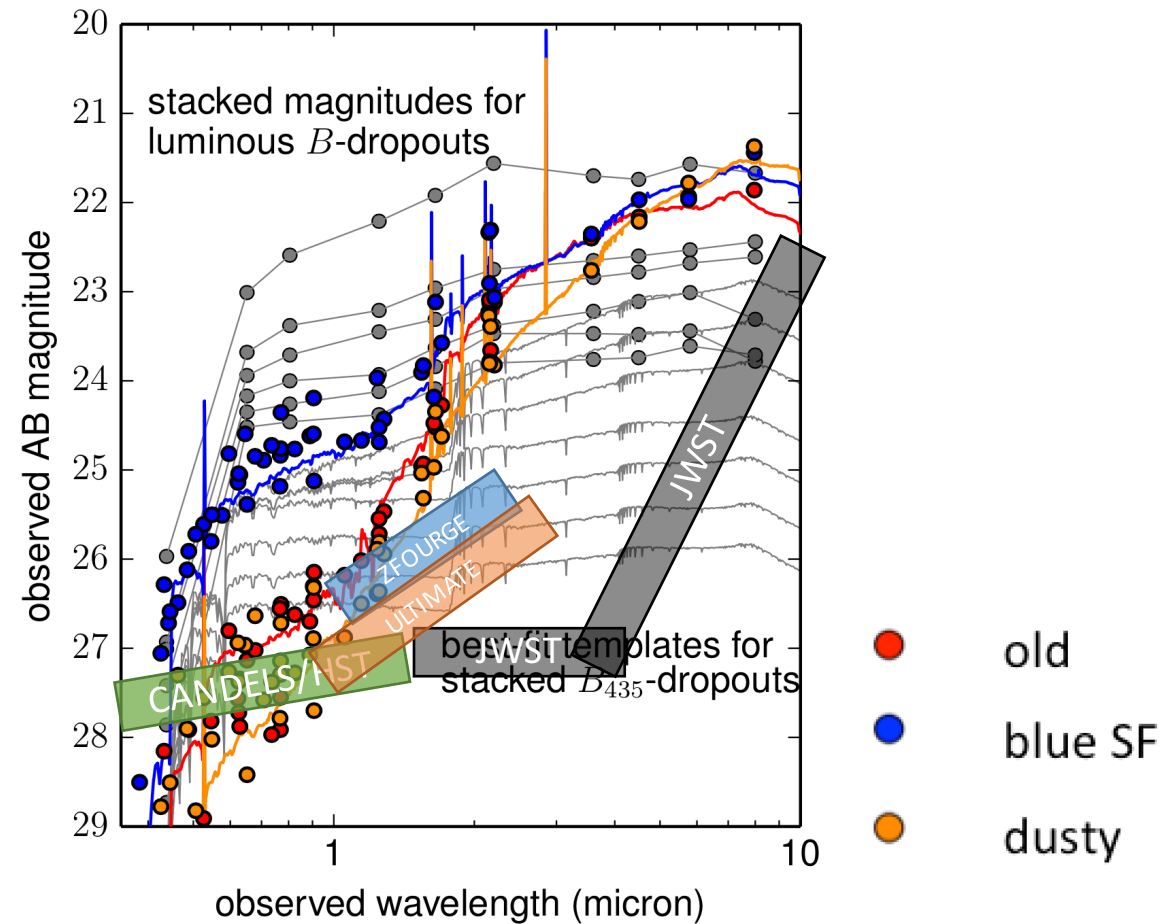 20
21
22
23
24
25
26
27
28
29
observed AB magnitude
stacked magnitudes for
luminous B-dropouts
JWST
ZFOURGE
ULTIMATE
CANDELS/HST
JWST
best fit templates for
stacked B435-dropouts
1
10
observed wavelength (micron)
old
blue SF
dusty